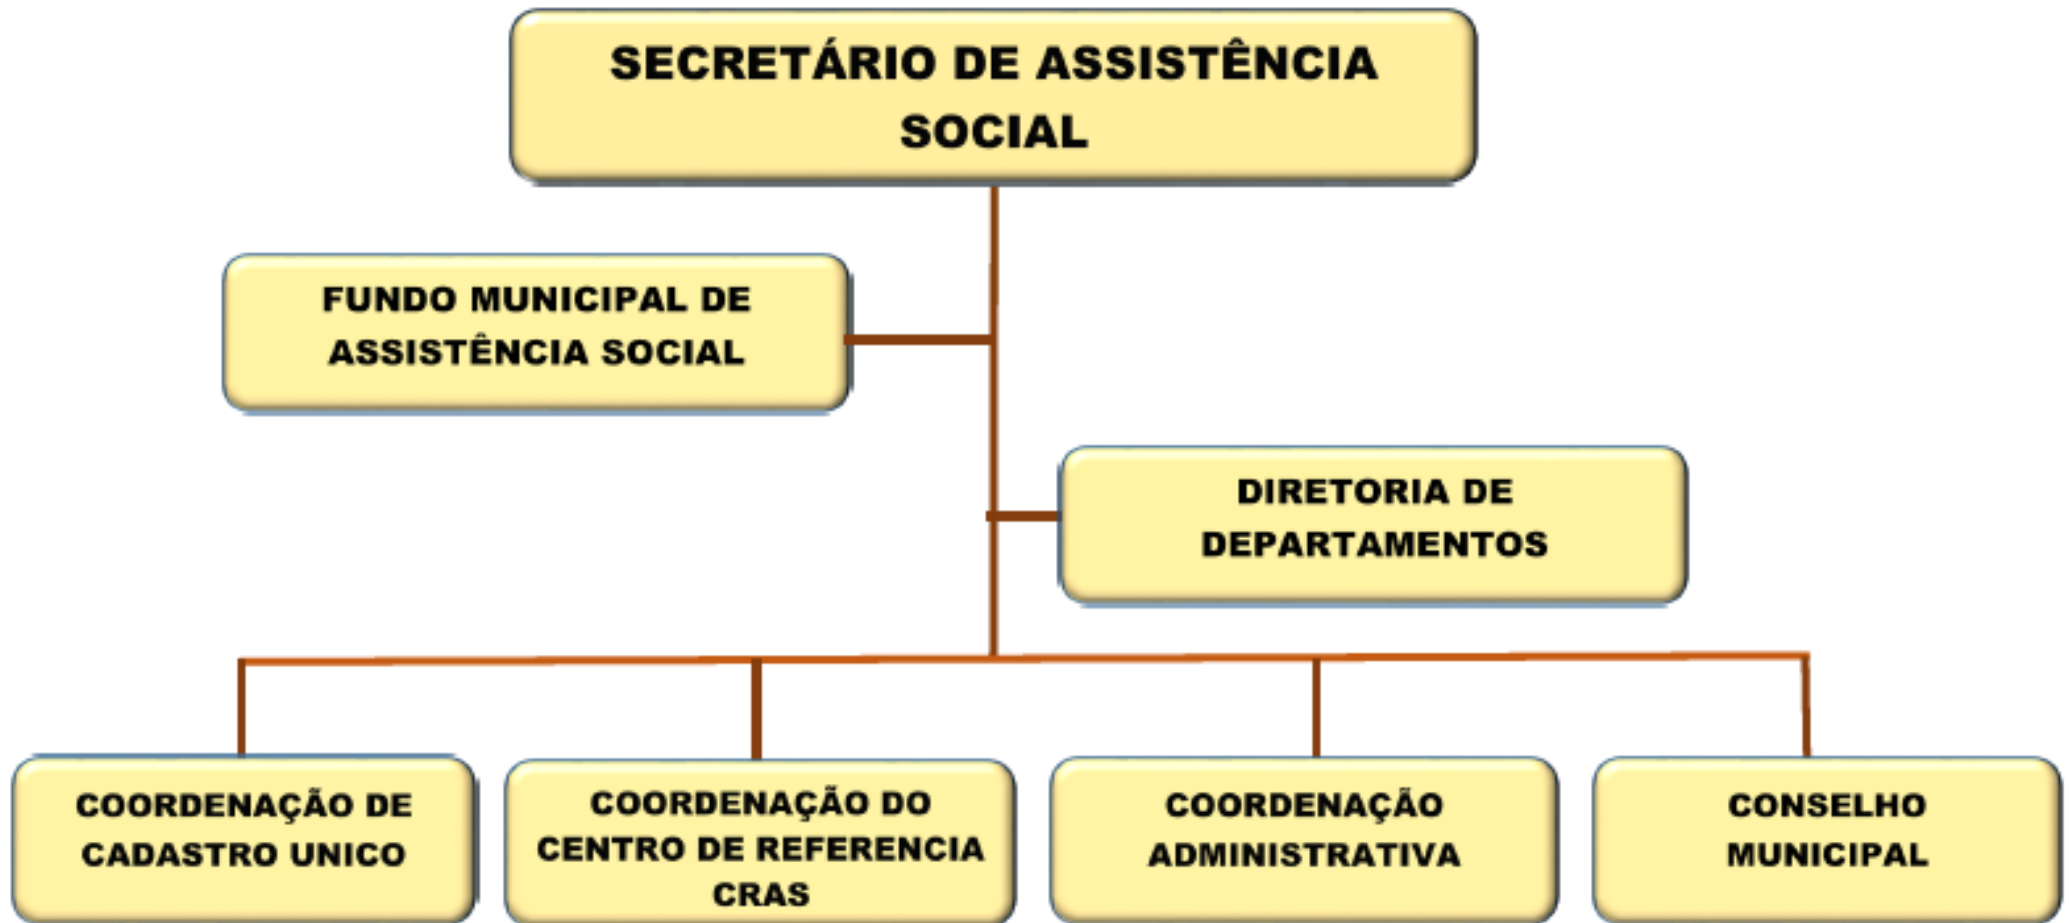 SECRETÁRIO DE ASSISTÊNCIA
SOCIAL
FUNDO MUNICIPAL DE
ASSISTÊNCIA SOCIAL
DIRETORIA DE
DEPARTAMENTOS
COORDENAÇÃO DE
CADASTRO UNICO
COORDENAÇÃO DO
CENTRO DE REFERENCIA
CRAS
COORDENAÇÃO
ADMINISTRATIVA
CONSELHO
MUNICIPAL